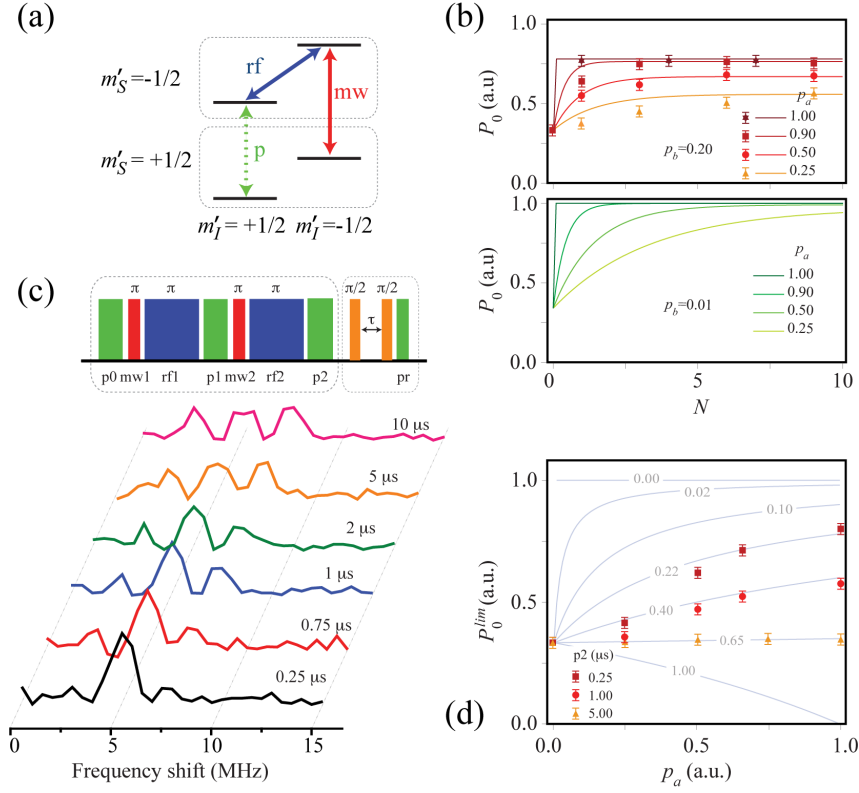 (a)
m′S=-1/2
rf
mw
m′S= +1/2
p
m′I= +1/2 m′I=-1/2
(b)
1.0
0.5
0.0
P0 (a.u)
pa
1.00
0.90
0.50
0.25
pb=0.20
1.0
0.5
0.0
P0 (a.u)
pa
1.00
0.90
0.50
0.25
pb=0.01
0 5 10
N
(c)
π π π π π/2 π/2
τ
p0 mw1 rf1 p1 mw2 rf2 p2 pr
10 µs
5 µs
2 µs
1 µs
0.75 µs
0.25 µs
0 5 10 15
Frequency shift (MHz)
1.0
0.5
0.0
P0lim (a.u.)
0.00
0.02
0.10
0.22
0.40
0.65
1.00
p2 (µs)
0.25
1.00
5.00
0.0 0.5 1.0
(d)
pa (a.u.)